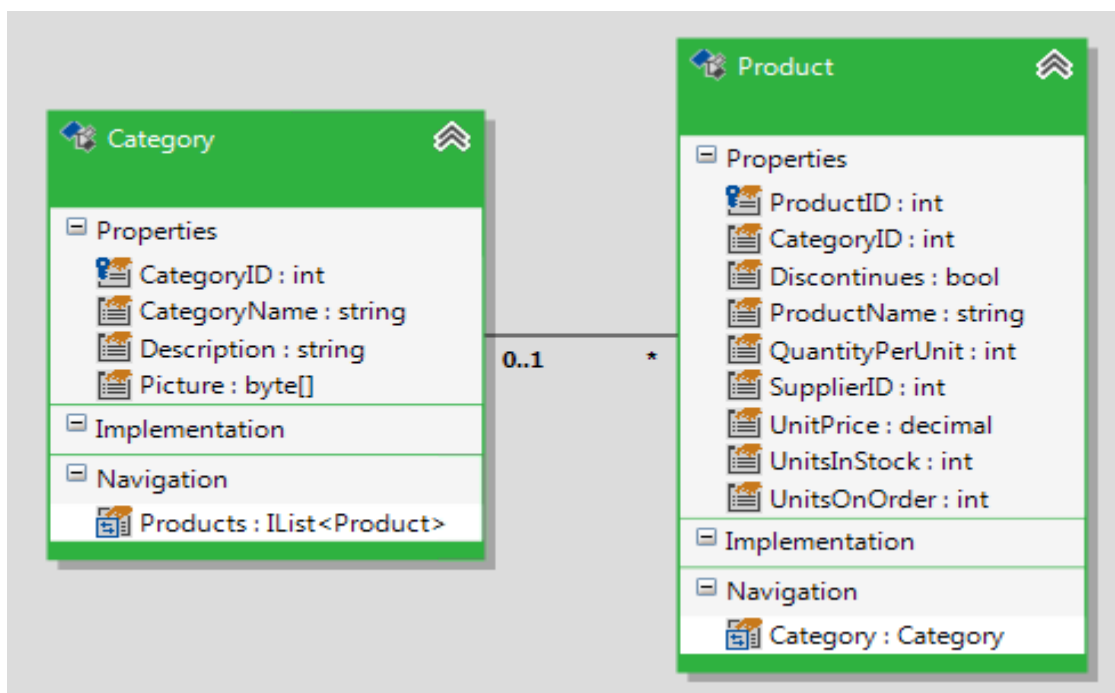 Category
Properties
CategoryID : int
CategoryName : string
Description : string
Picture : byte[]
Implementation
Navigation
Products : IList<Product>
0..1
*
Product
Properties
ProductID : int
CategoryID : int
Discontinues : bool
ProductName : string
QuantityPerUnit : int
SupplierID : int
UnitPrice : decimal
UnitsInStock : int
UnitsOnOrder : int
Implementation
Navigation
Category : Category